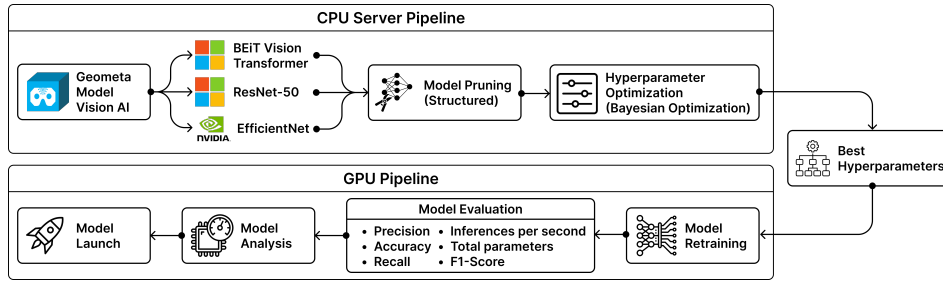 CPU Server Pipeline
Geometa
Model
Vision AI
BEiT Vision
Transformer
ResNet-50
NVIDIA.
EfficientNet
Model Pruning
(Structured)
Hyperparameter
Optimization
(Bayesian Optimization)
Best
Hyperparameters
GPU Pipeline
Model
Launch
Model
Analysis
Model Evaluation
• Precision • Inferences per second
• Accuracy • Total parameters
• Recall • F1-Score
Model
Retraining